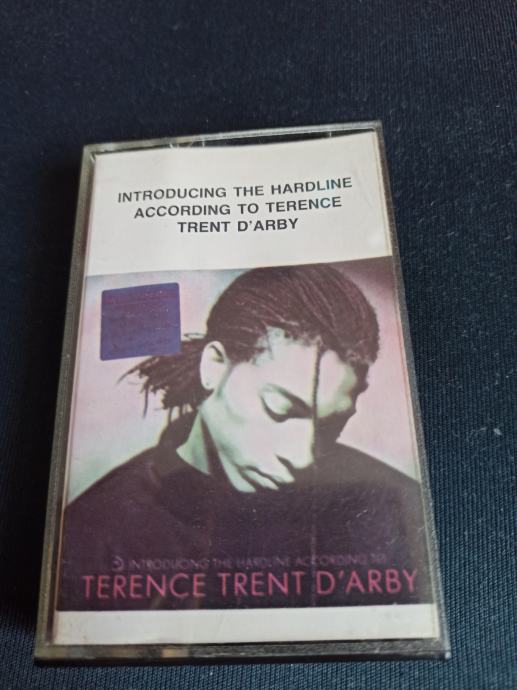 INTRODUCING THE HARDLINE
ACCORDING TO TERENCE
TRENT D'ARBY
INTRODUCING THE HARDLINE ACCORDING TO
TERENCE TRENT D'ARBY